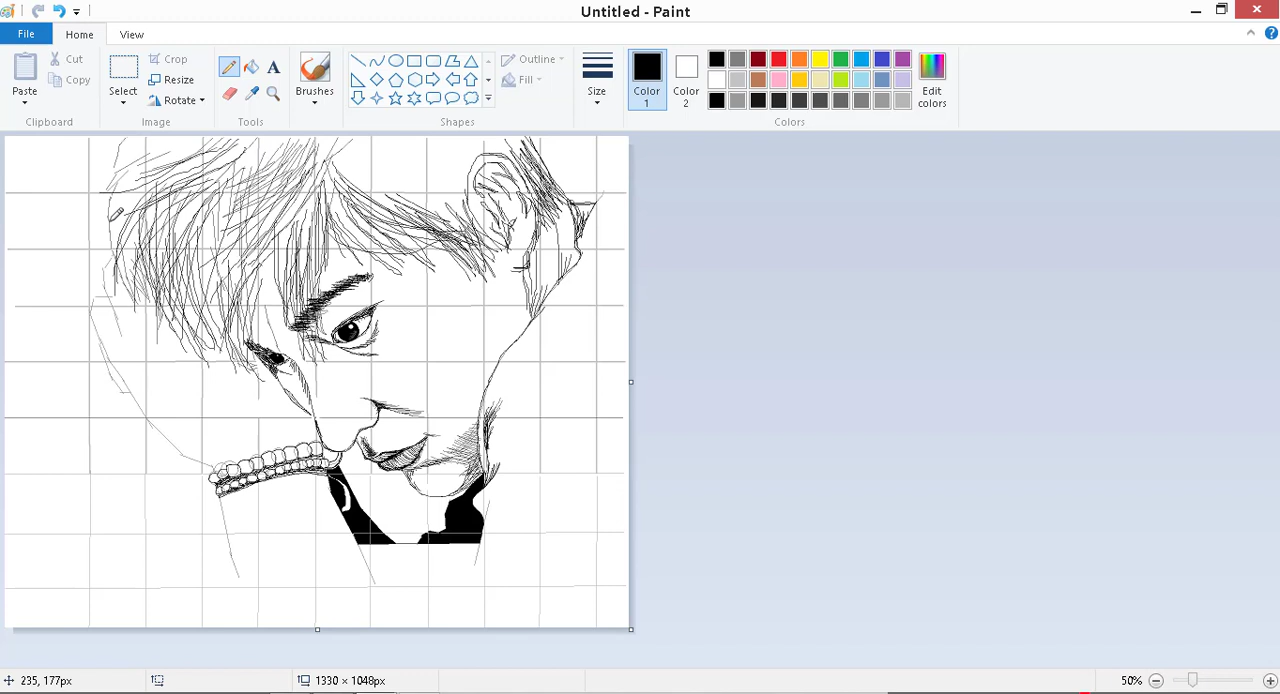 Untitled - Paint
File Home View
Paste Cut Copy
Clipboard
Select Crop Resize Rotate
Image
A
Tools
Brushes
Shapes
Outline
Fill
Size
Color 1
Color 2
Edit colors
Colors
235, 177px
1330 × 1048px
50%